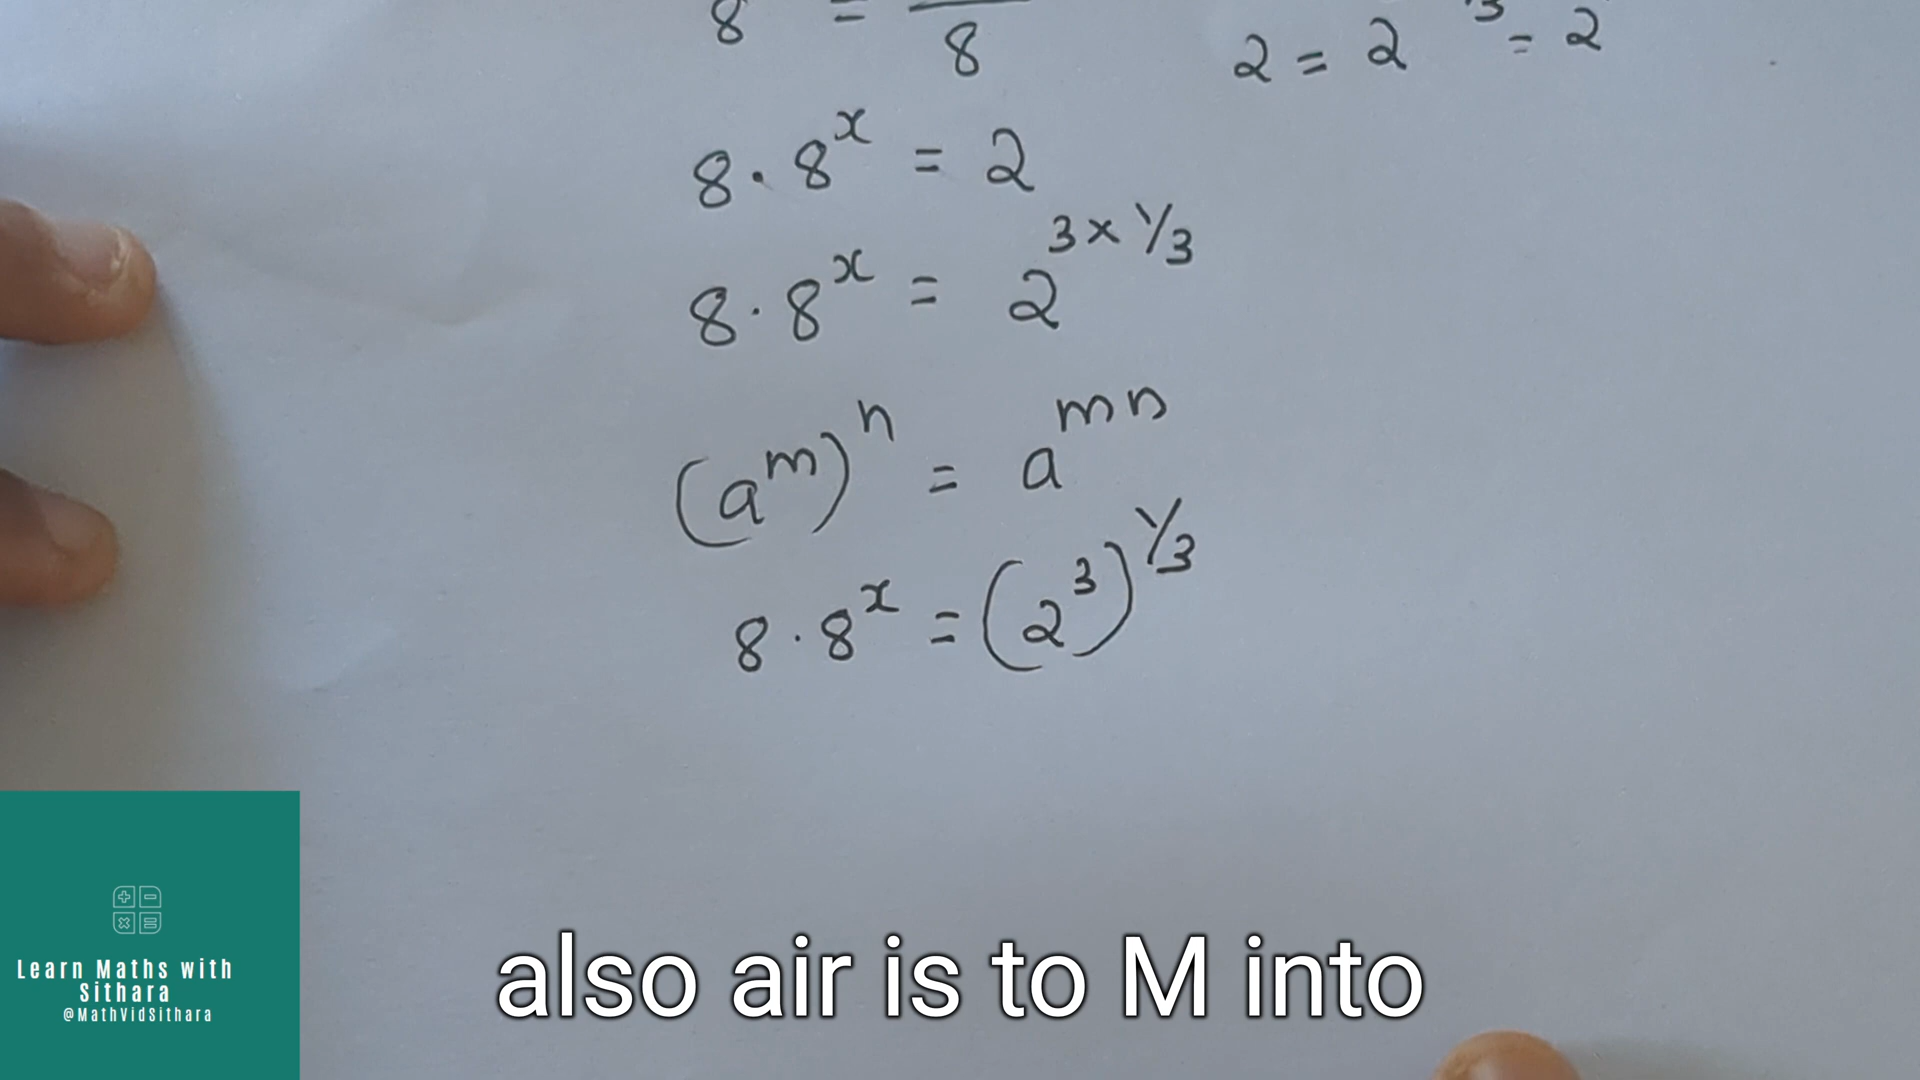 8 = 
8
2 = 2 3 = 2
8 · 8^x = 2
8 · 8^x = 2^{3 × 1/3}
(a^m)^n = a^{mn}
8 · 8^x = (2^3)^{1/3}
Learn Maths with
Sithara
@MathVidSithara
also air is to M into